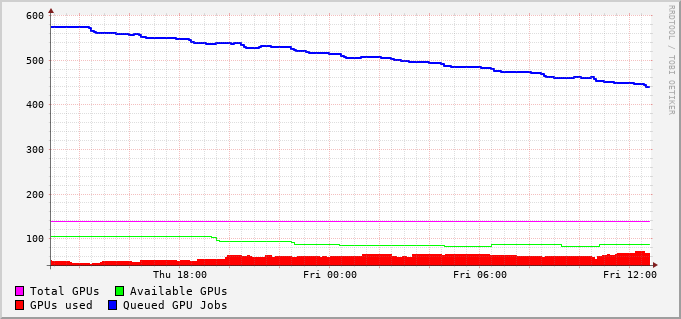 600
500
400
300
200
100
Thu 18:00 Fri 00:00 Fri 06:00 Fri 12:00
Total GPUs Available GPUs
GPUs used Queued GPU Jobs
RRDTOOL / TOBI OETIKER